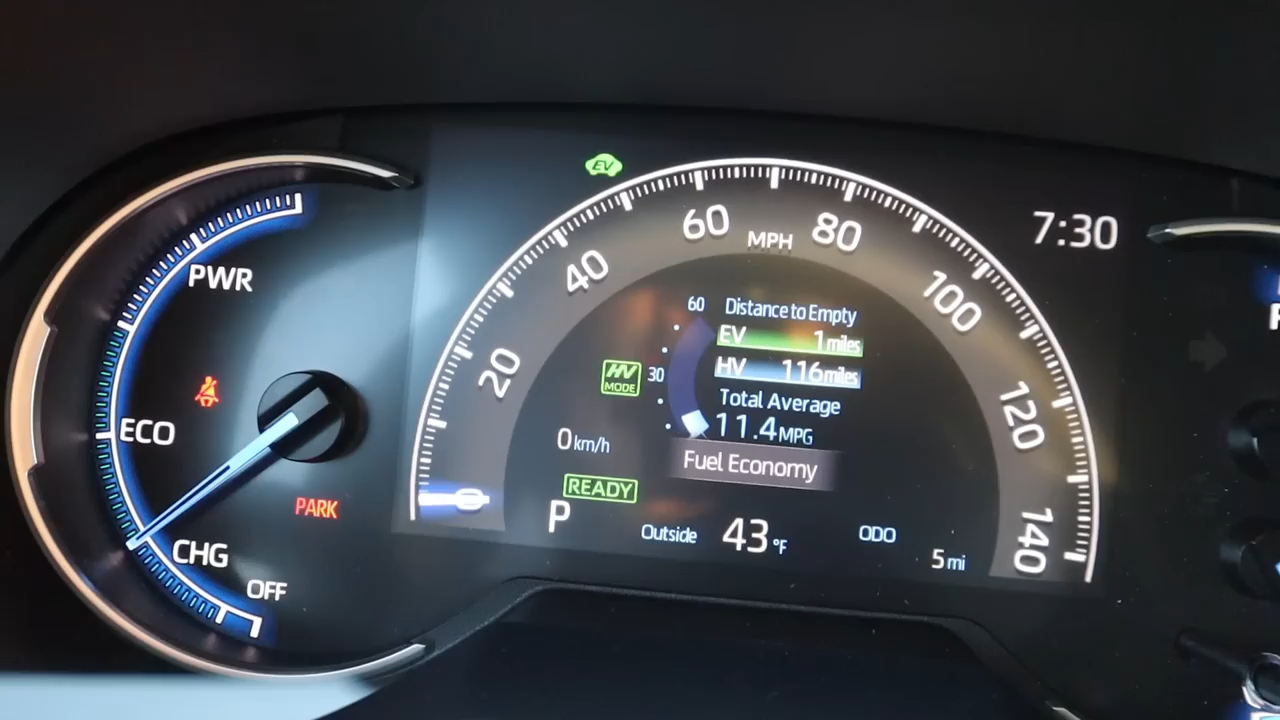 EV
PWR
ECO
CHG
OFF
PARK
20
40
60
MPH
80
100
120
140
7:30
60
30
Distance to Empty
EV 1 miles
HV 116 miles
Total Average
11.4 MPG
Fuel Economy
HV
MODE
0 km/h
READY
P
Outside 43 °F
ODO
5 mi